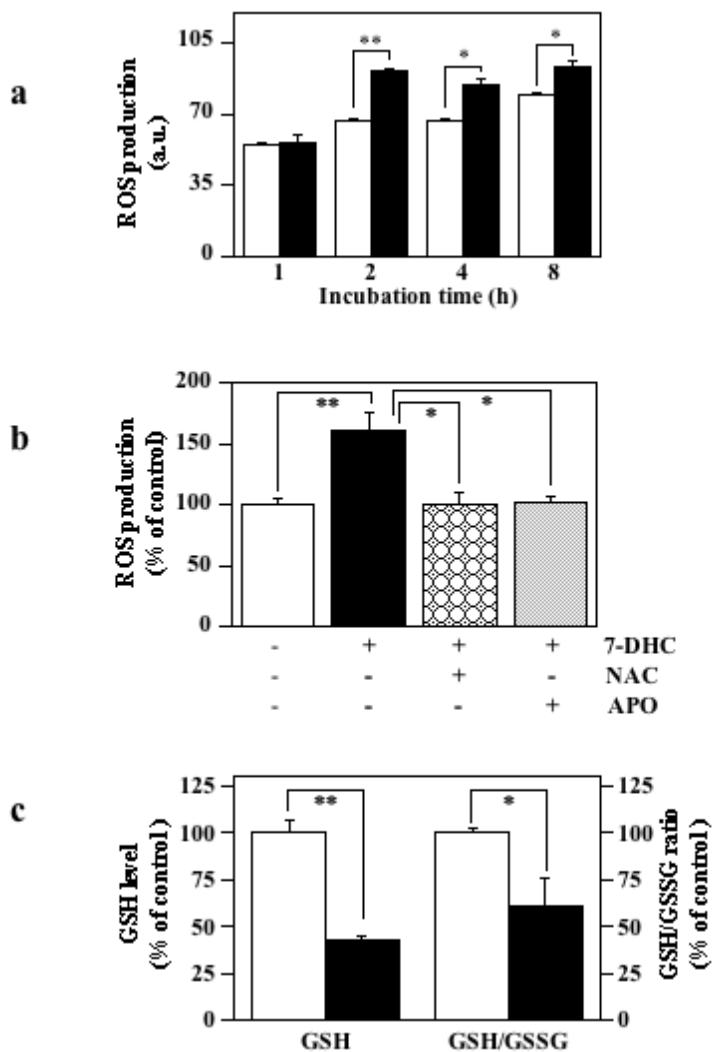 a
ROS production
(a.u.)
105
70
35
0
** * *
1 2 4 8
Incubation time (h)
b
ROS production
(% of control)
200
150
100
50
0
** * *
- + + + 7-DHC
- - + - NAC
- - - + APO
c
GSH level
(% of control )
125
100
75
50
25
0
** *
125
100
75
50
25
0
GSH/GSSG ratio
(% of control )
GSH GSH/GSSG